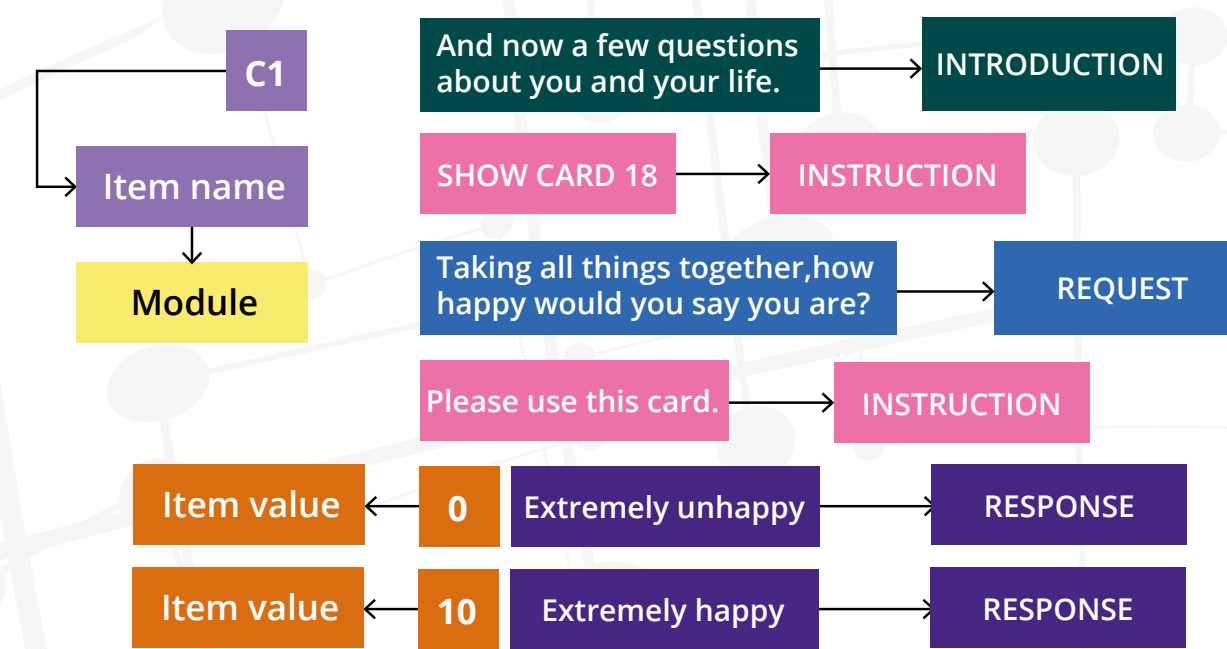 C1
And now a few questions
about you and your life.
INTRODUCTION
Item name
SHOW CARD 18
INSTRUCTION
Module
Taking all things together,how
happy would you say you are?
REQUEST
Please use this card.
INSTRUCTION
Item value
0
Extremely unhappy
RESPONSE
Item value
10
Extremely happy
RESPONSE